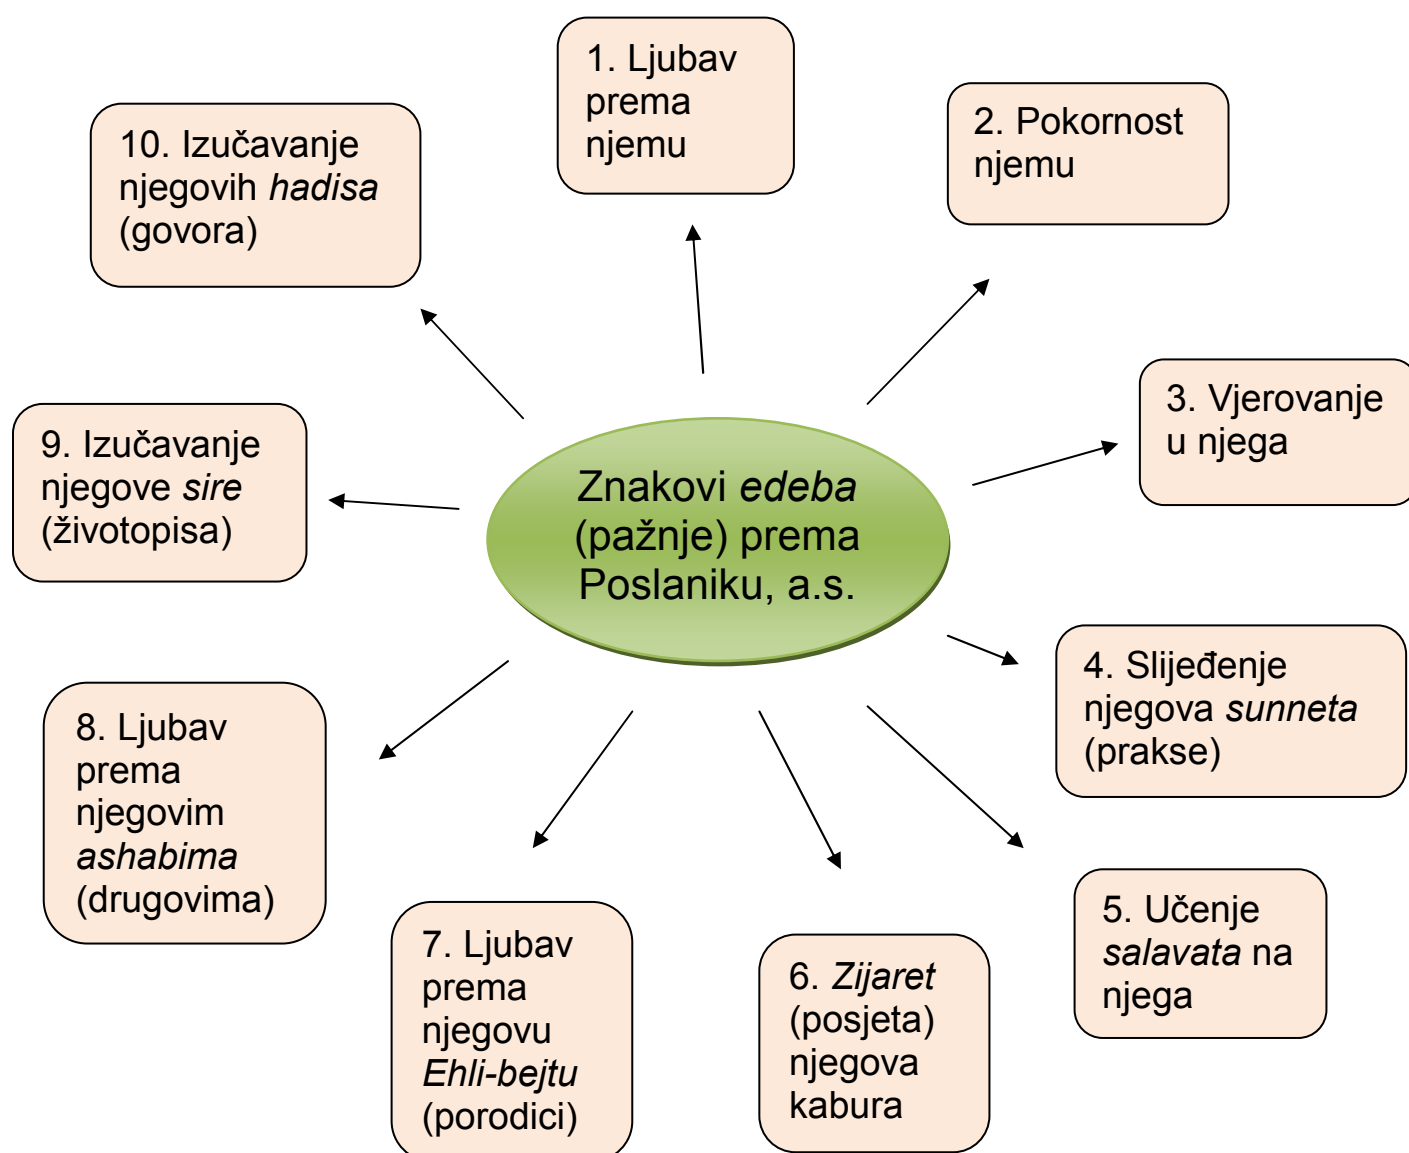 1. Ljubav
prema
njemu
2. Pokornost
njemu
3. Vjerovanje
u njega
4. Slijeđenje
njegova sunneta
(prakse)
5. Učenje
salavata na
njega
6. Zijaret
(posjeta)
njegova
kabura
7. Ljubav
prema
njegovu
Ehli-bejtu
(porodici)
8. Ljubav
prema
njegovim
ashabima
(drugovima)
9. Izučavanje
njegove sire
(životopisa)
10. Izučavanje
njegovih hadisa
(govora)
Znakovi edeba
(pažnje) prema
Poslaniku, a.s.